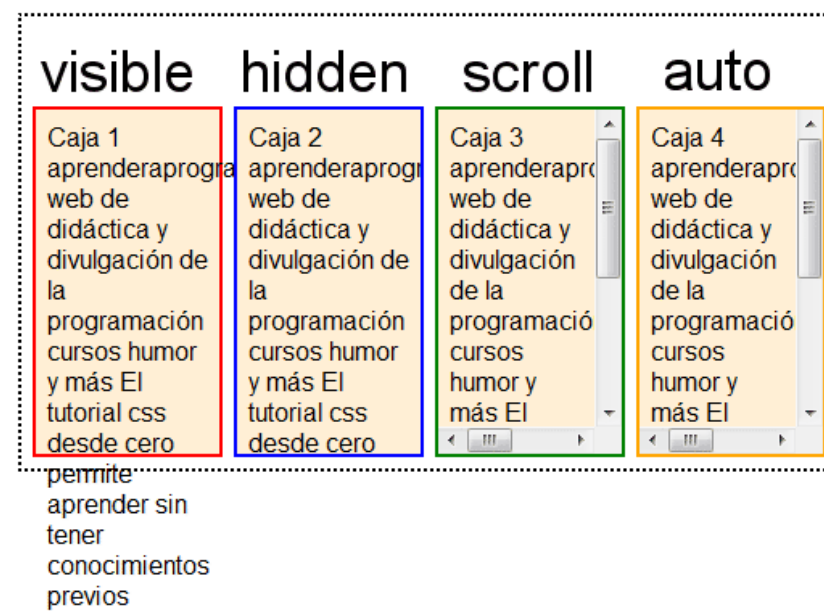 visible hidden scroll auto
Caja 1
aprenderaprogra
web de
didáctica y
divulgación de
la
programación
cursos humor
y más El
tutorial css
desde cero
permite
aprender sin
tener
conocimientos
previos
Caja 2
aprenderaprogr
web de
didáctica y
divulgación de
la
programación
cursos humor
y más El
tutorial css
desde cero
Caja 3
aprenderapro
web de
didáctica y
divulgación
de la
programació
cursos
humor y
más El
Caja 4
aprenderapro
web de
didáctica y
divulgación
de la
programació
cursos
humor y
más El